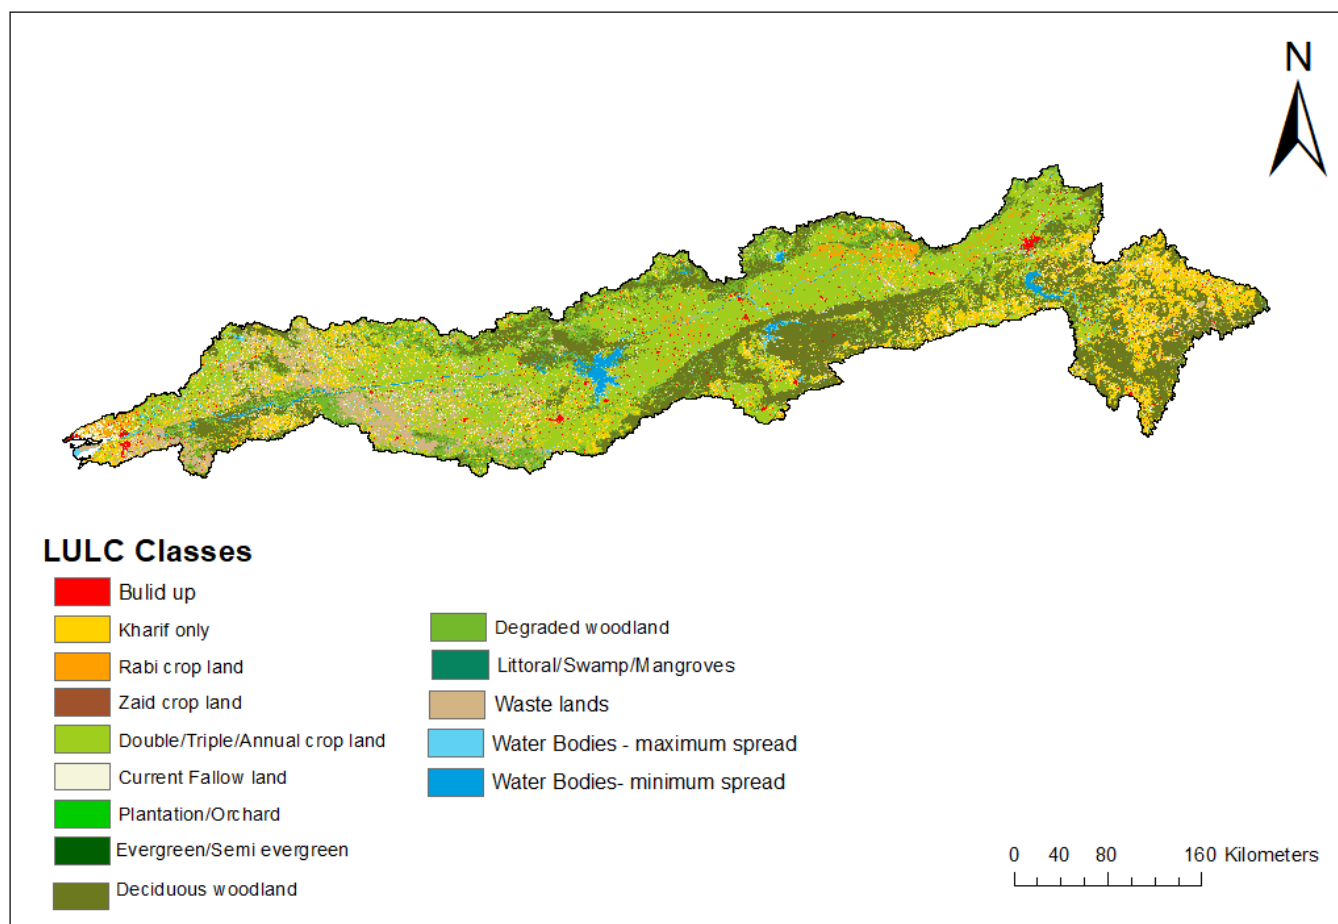 N
LULC Classes
Bulid up
Kharif only
Rabi crop land
Zaid crop land
Double/Triple/Annual crop land
Current Fallow land
Plantation/Orchard
Evergreen/Semi evergreen
Deciduous woodland
Degraded woodland
Littoral/Swamp/Mangroves
Waste lands
Water Bodies - maximum spread
Water Bodies- minimum spread
0 40 80 160 Kilometers